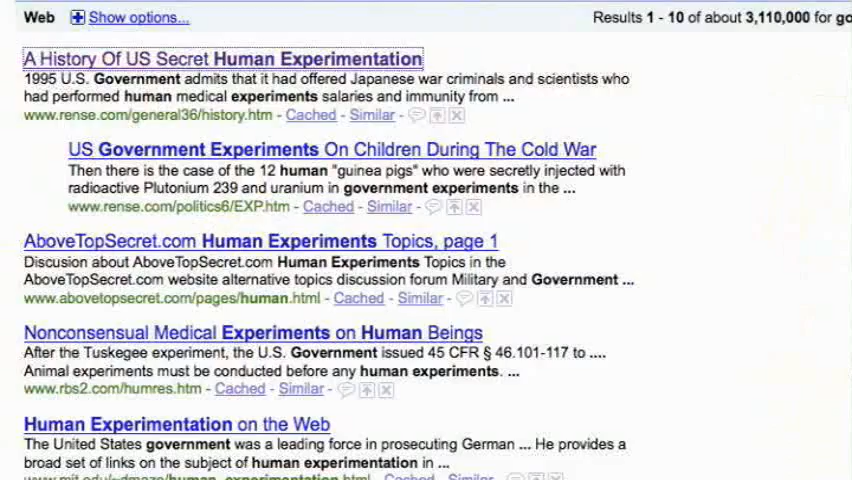 Web Show options... Results 1 - 10 of about 3,110,000 for go
A History Of US Secret Human Experimentation
1995 U.S. Government admits that it had offered Japanese war criminals and scientists who
had performed human medical experiments salaries and immunity from ...
www.rense.com/general36/history.htm - Cached - Similar -
US Government Experiments On Children During The Cold War
Then there is the case of the 12 human "guinea pigs" who were secretly injected with
radioactive Plutonium 239 and uranium in government experiments in the ...
www.rense.com/politics6/EXP.htm - Cached - Similar -
AboveTopSecret.com Human Experiments Topics, page 1
Discusion about AboveTopSecret.com Human Experiments Topics in the
AboveTopSecret.com website alternative topics discussion forum Military and Government ...
www.abovetopsecret.com/pages/human.html - Cached - Similar -
Nonconsensual Medical Experiments on Human Beings
After the Tuskegee experiment, the U.S. Government issued 45 CFR § 46.101-117 to ....
Animal experiments must be conducted before any human experiments. ...
www.rbs2.com/humres.htm - Cached - Similar -
Human Experimentation on the Web
The United States government was a leading force in prosecuting German ... He provides a
broad set of links on the subject of human experimentation in ...
www.mit.edu/~dmaze/human_experimentation.html - Cached - Similar -